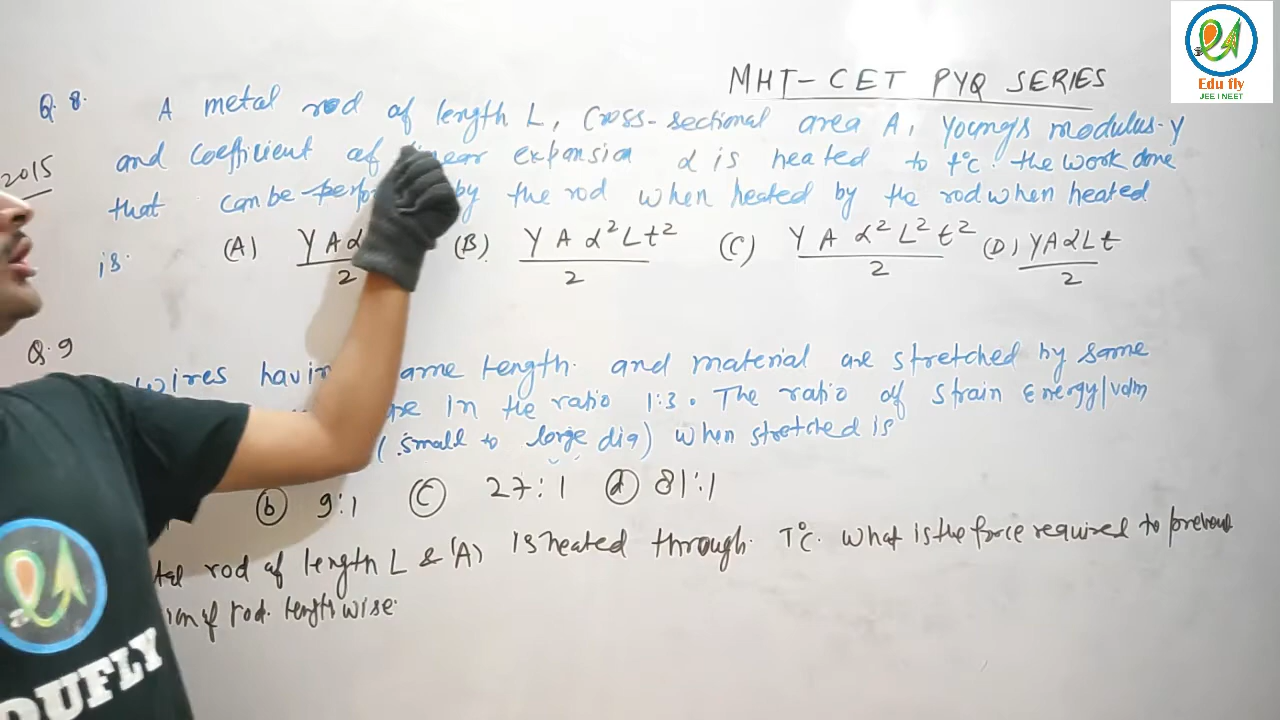 Edu fly
JEE I NEET
MHT-CET PYQ SERIES
Q.8. A metal rod of length L, Cross-sectional area A, Young's modulus-Y
2015 and coefficient of linear expansion α is heated to t°C. the work done
that can be by the rod when heated by the rod when heated
is. (A) YAα / 2 (B) YAα²Lt² / 2 (C) YAα²L²t² / 2 (D) YAαLt / 2
Q.9
wires same length. and material are stretched by same
in the ratio 1:3. The ratio of strain Energy/volm
(small to large dia) when stretched is
(b) 9:1 (c) 27:1 (d) 81:1
rod of length L & (A) is heated through T°C. what is the force required to
of rod. lengthwise.
DUFLY